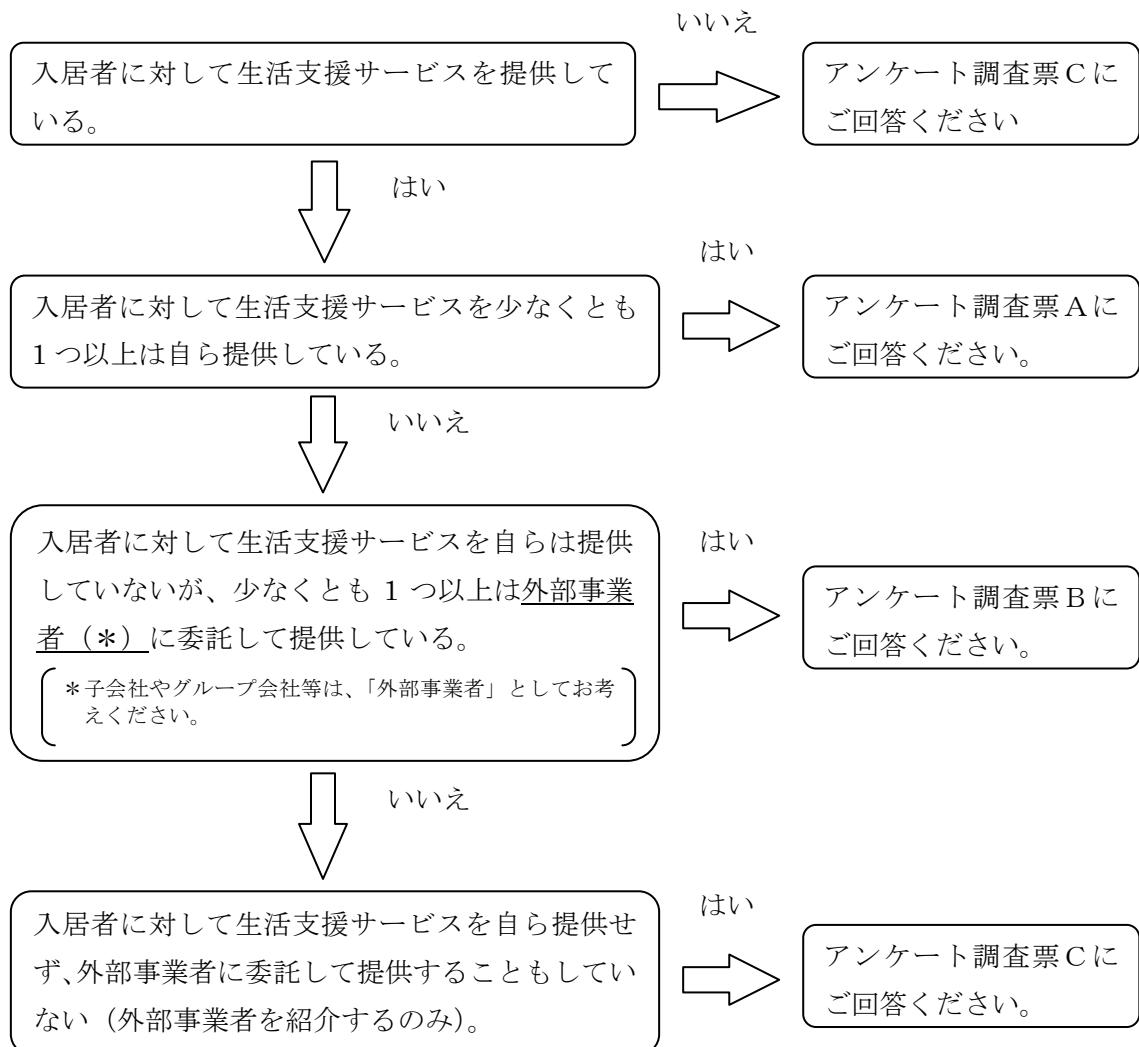 いいえ
入居者に対して生活支援サービスを提供して
いる。
アンケート調査票Cに
ご回答ください
はい
はい
入居者に対して生活支援サービスを少なくとも
1つ以上は自ら提供している。
アンケート調査票Aに
ご回答ください。
いいえ
入居者に対して生活支援サービスを自らは提供
していないが、少なくとも 1 つ以上は外部事業
者（＊）に委託して提供している。
＊子会社やグループ会社等は、「外部事業者」としてお考
えください。
はい
アンケート調査票Bに
ご回答ください。
いいえ
入居者に対して生活支援サービスを自ら提供せ
ず、外部事業者に委託して提供することもしてい
ない（外部事業者を紹介するのみ）。
はい
アンケート調査票Cに
ご回答ください。